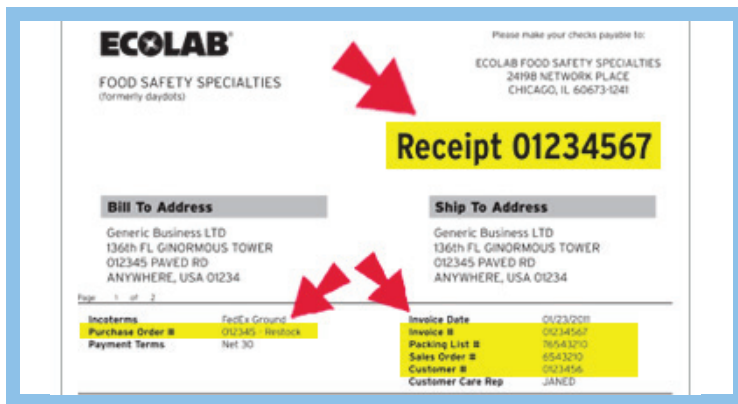 ECOLAB®
FOOD SAFETY SPECIALTIES
(formerly daydots)
Please make your checks payable to:
ECOLAB FOOD SAFETY SPECIALTIES
24198 NETWORK PLACE
CHICAGO, IL 60673-1241
Receipt 01234567
Bill To Address
Generic Business LTD
136th FL GINORMOUS TOWER
012345 PAVED RD
ANYWHERE, USA 01234
Ship To Address
Generic Business LTD
136th FL GINORMOUS TOWER
012345 PAVED RD
ANYWHERE, USA 01234
Page 1 of 2
Incoterms FedEx Ground
Purchase Order # 012345 - Restock
Payment Terms Net 30
Invoice Date 01/23/2011
Invoice # 01234567
Packing List # 76543210
Sales Order # 6543210
Customer # 0123456
Customer Care Rep JANED